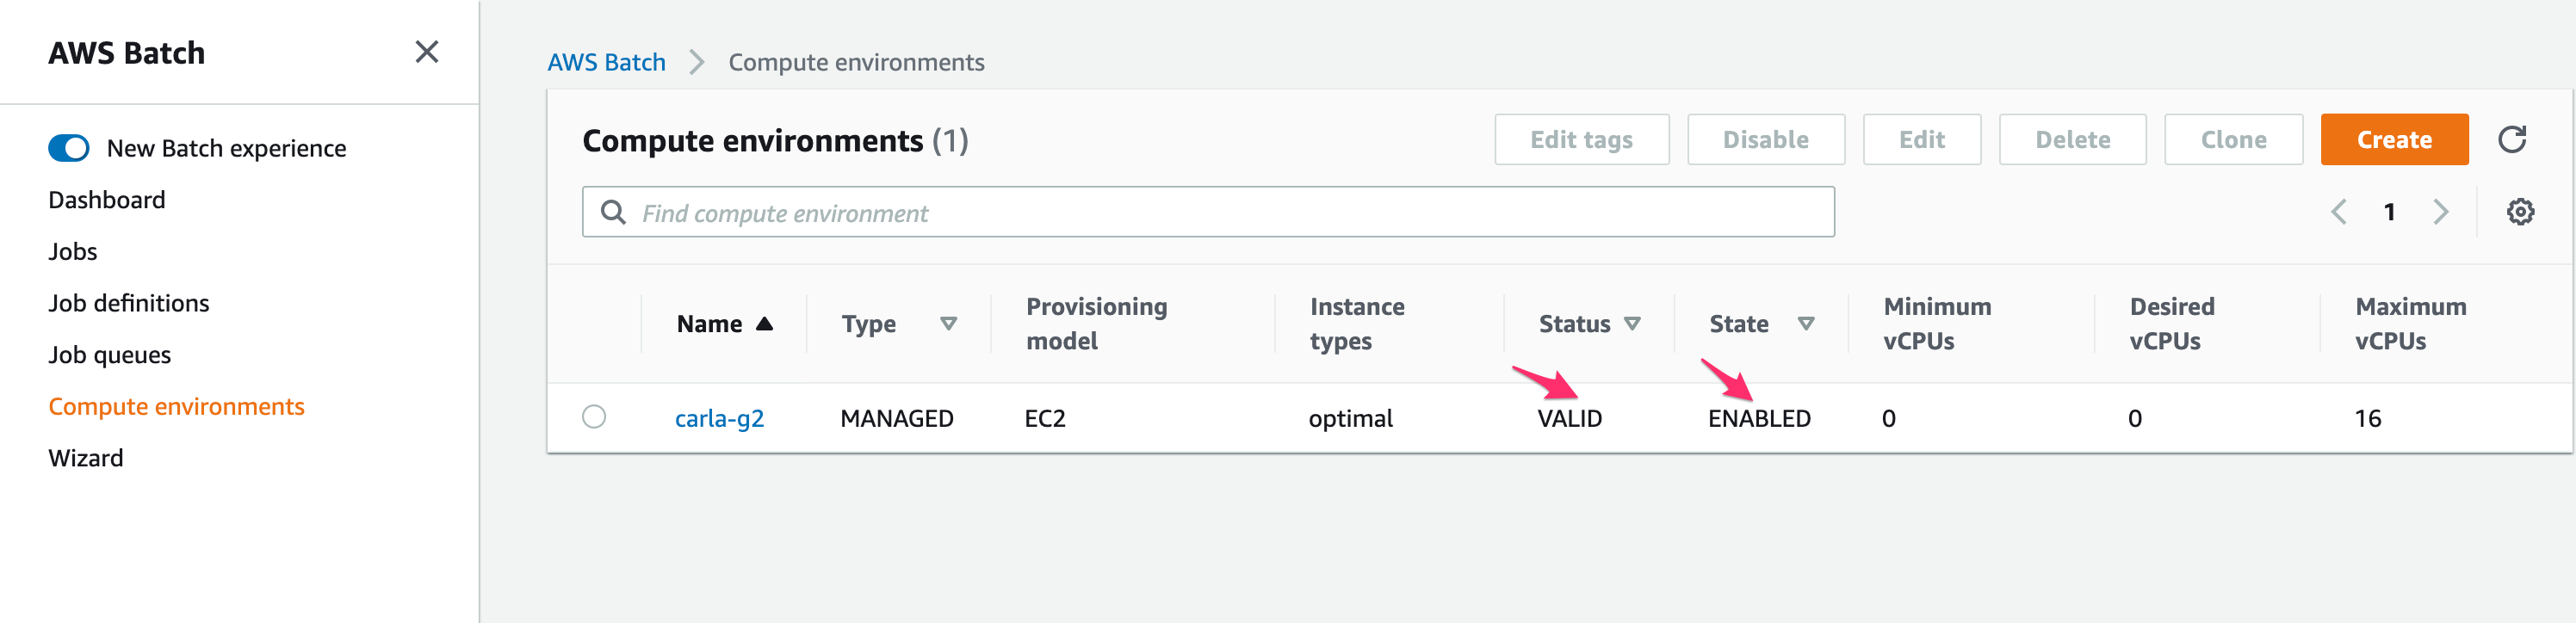 AWS Batch
New Batch experience
Dashboard
Jobs
Job definitions
Job queues
Compute environments
Wizard
AWS Batch > Compute environments
Compute environments (1)
Edit tags
Disable
Edit
Delete
Clone
Create
Find compute environment
1
Name
Type
Provisioning
model
Instance
types
Status
State
Minimum
vCPUs
Desired
vCPUs
Maximum
vCPUs
carla-g2 MANAGED EC2 optimal VALID ENABLED 0 0 16